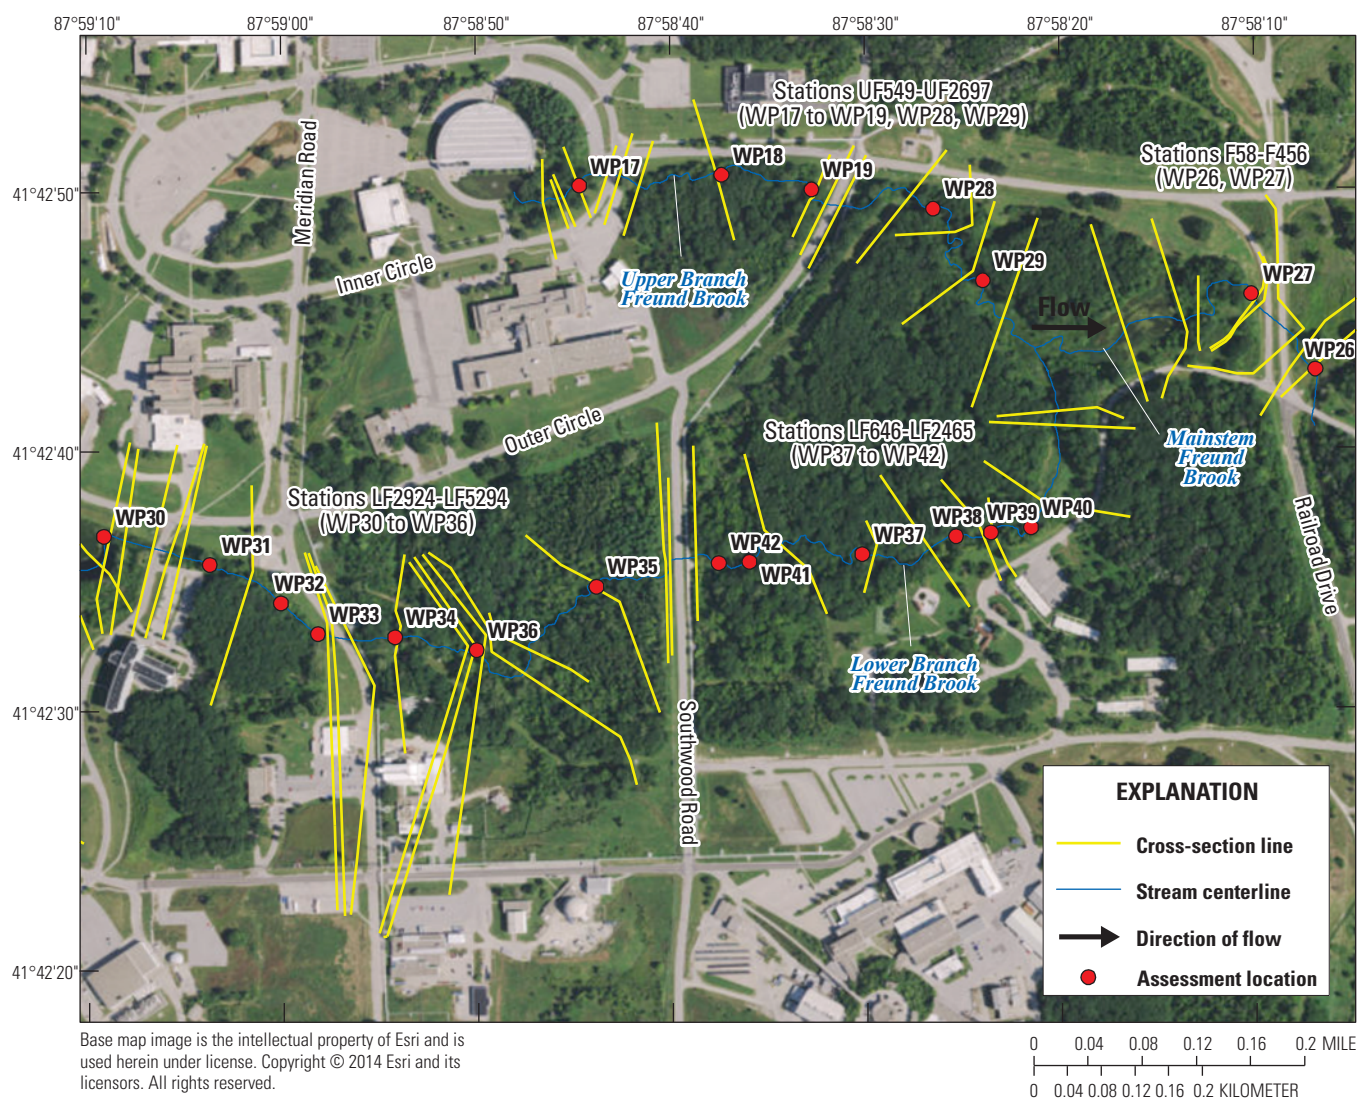 87°59'10"
87°59'00"
87°58'50"
87°58'40"
87°58'30"
87°58'20"
87°58'10"
Stations UF549-UF2697
(WP17 to WP19, WP28, WP29)
Stations F58-F456
(WP26, WP27)
Meridian Road
WP17
WP18
WP19
WP28
41°42'50"
Inner Circle
Upper Branch
Freund Brook
WP29
WP27
Flow
WP26
Outer Circle
Stations LF646-LF2465
(WP37 to WP42)
Mainstem
Freund
Brook
41°42'40"
Stations LF2924-LF5294
(WP30 to WP36)
Railroad Drive
WP30
WP31
WP32
WP33
WP34
WP36
WP35
WP42
WP41
WP37
WP38
WP39
WP40
Lower Branch
Freund Brook
41°42'30"
Southwood Road
EXPLANATION
Cross-section line
Stream centerline
Direction of flow
Assessment location
41°42'20"
Base map image is the intellectual property of Esri and is
used herein under license. Copyright © 2014 Esri and its
licensors. All rights reserved.
0 0.04 0.08 0.12 0.16 0.2 MILE
0 0.04 0.08 0.12 0.16 0.2 KILOMETER